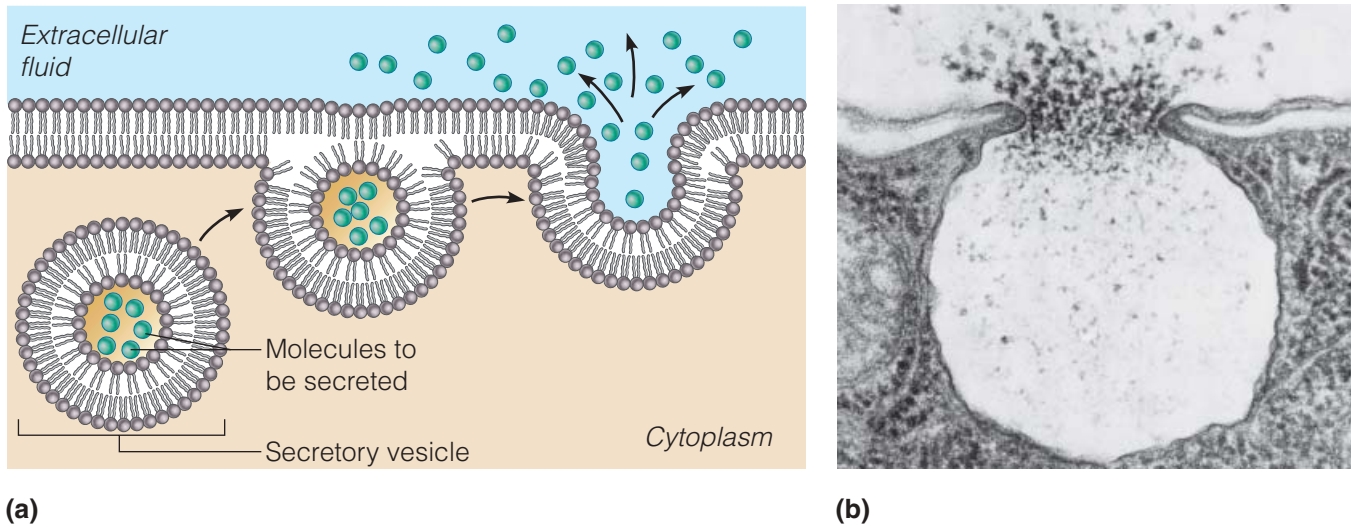 Extracellular
fluid
Molecules to
be secreted
Secretory vesicle
Cytoplasm
(a)
(b)